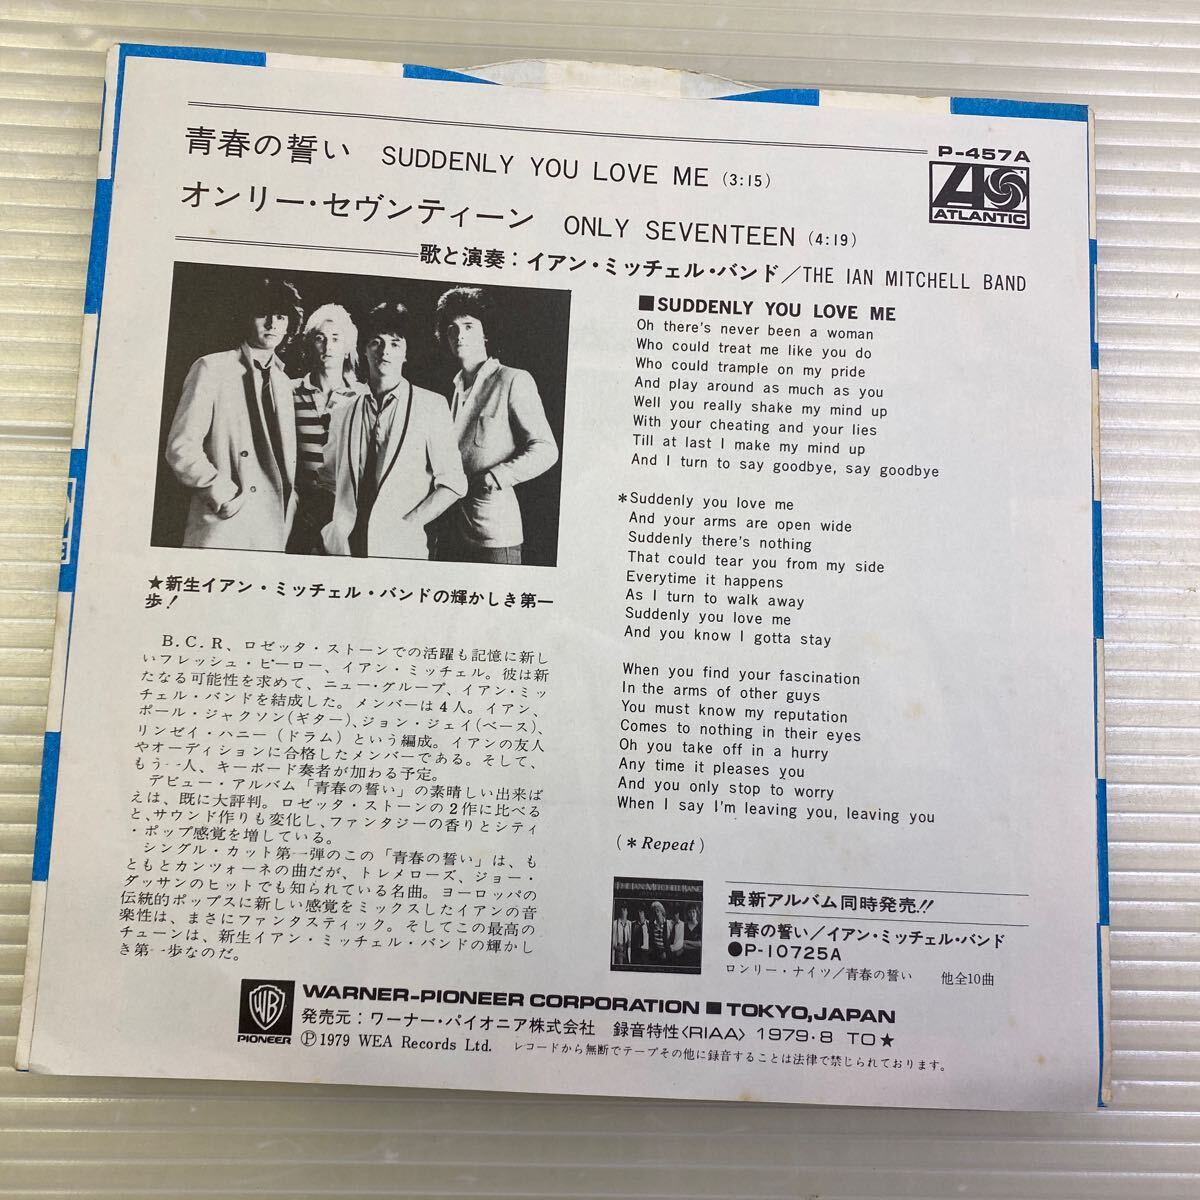 青春の誓い SUDDENLY YOU LOVE ME (3:15)
オンリー・セヴンティーン ONLY SEVENTEEN (4:19)
P-457A
ATLANTIC
歌と演奏：イアン・ミッチェル・バンド／THE IAN MITCHELL BAND
★新生イアン・ミッチェル・バンドの輝かしき第一
歩！
B.C.R、ロゼッタ・ストーンでの活躍も記憶に新し
いフレッシュ・ヒーロー、イアン・ミッチェル。彼は新
たなる可能性を求めて、ニュー・グループ、イアン・ミッ
チェル・バンドを結成した。メンバーは4人。イアン、
ポール・ジャクソン(ギター)、ジョン・ジェイ(ベース)、
リンゼイ・ハニー(ドラム)という編成。イアンの友人
やオーディションに合格したメンバーである。そして、
もう一人、キーボード奏者が加わる予定。
デビュー・アルバム「青春の誓い」の素晴しい出来ば
えは、既に大評判。ロゼッタ・ストーンの2作に比べる
と、サウンド作りも変化し、ファンタジーの香りとシティ
・ポップ感覚を増している。
シングル・カット第一弾のこの「青春の誓い」は、も
ともとカンツォーネの曲だが、トレメローズ、ジョー・
ダッサンのヒットでも知られている名曲。ヨーロッパの
伝統的ポップスに新しい感覚をミックスしたイアンの音
楽性は、まさにファンタスティック。そしてこの最高の
チューンは、新生イアン・ミッチェル・バンドの輝かし
き第一歩なのだ。
■SUDDENLY YOU LOVE ME
Oh there's never been a woman
Who could treat me like you do
Who could trample on my pride
And play around as much as you
Well you really shake my mind up
With your cheating and your lies
Till at last I make my mind up
And I turn to say goodbye, say goodbye
*Suddenly you love me
And your arms are open wide
Suddenly there's nothing
That could tear you from my side
Everytime it happens
As I turn to walk away
Suddenly you love me
And you know I gotta stay
When you find your fascination
In the arms of other guys
You must know my reputation
Comes to nothing in their eyes
Oh you take off in a hurry
Any time it pleases you
And you only stop to worry
When I say I'm leaving you, leaving you
(*Repeat)
THE IAN MITCHELL BAND
最新アルバム同時発売!!
青春の誓い／イアン・ミッチェル・バンド
●P-10725A
ロンリー・ナイツ／青春の誓い 他全10曲
PIONEER
WARNER-PIONEER CORPORATION ■ TOKYO, JAPAN
発売元：ワーナー・パイオニア株式会社 録音特性〈RIAA〉1979・8 TO★
Ⓟ1979 WEA Records Ltd. レコードから無断でテープその他に録音することは法律で禁じられております。